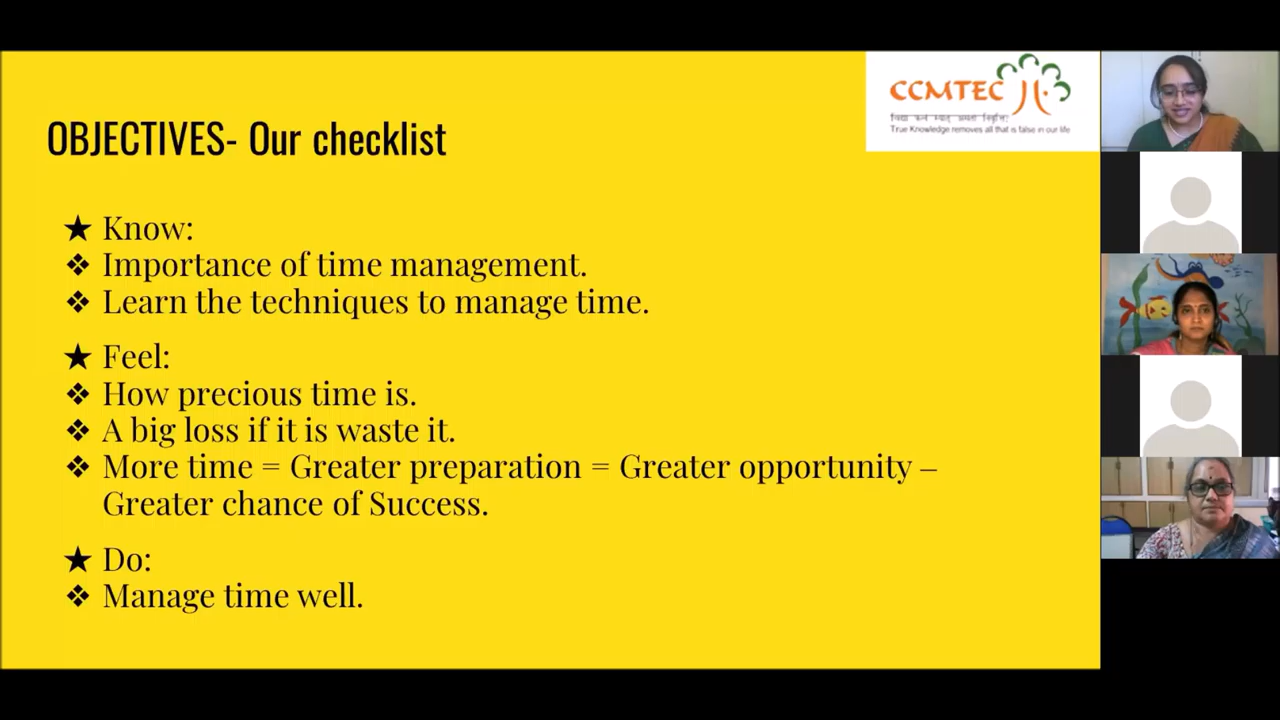 CCMTEC
True Knowledge removes all that is false in our life
OBJECTIVES- Our checklist
★ Know:
❖ Importance of time management.
❖ Learn the techniques to manage time.
★ Feel:
❖ How precious time is.
❖ A big loss if it is waste it.
❖ More time = Greater preparation = Greater opportunity –
Greater chance of Success.
★ Do:
❖ Manage time well.